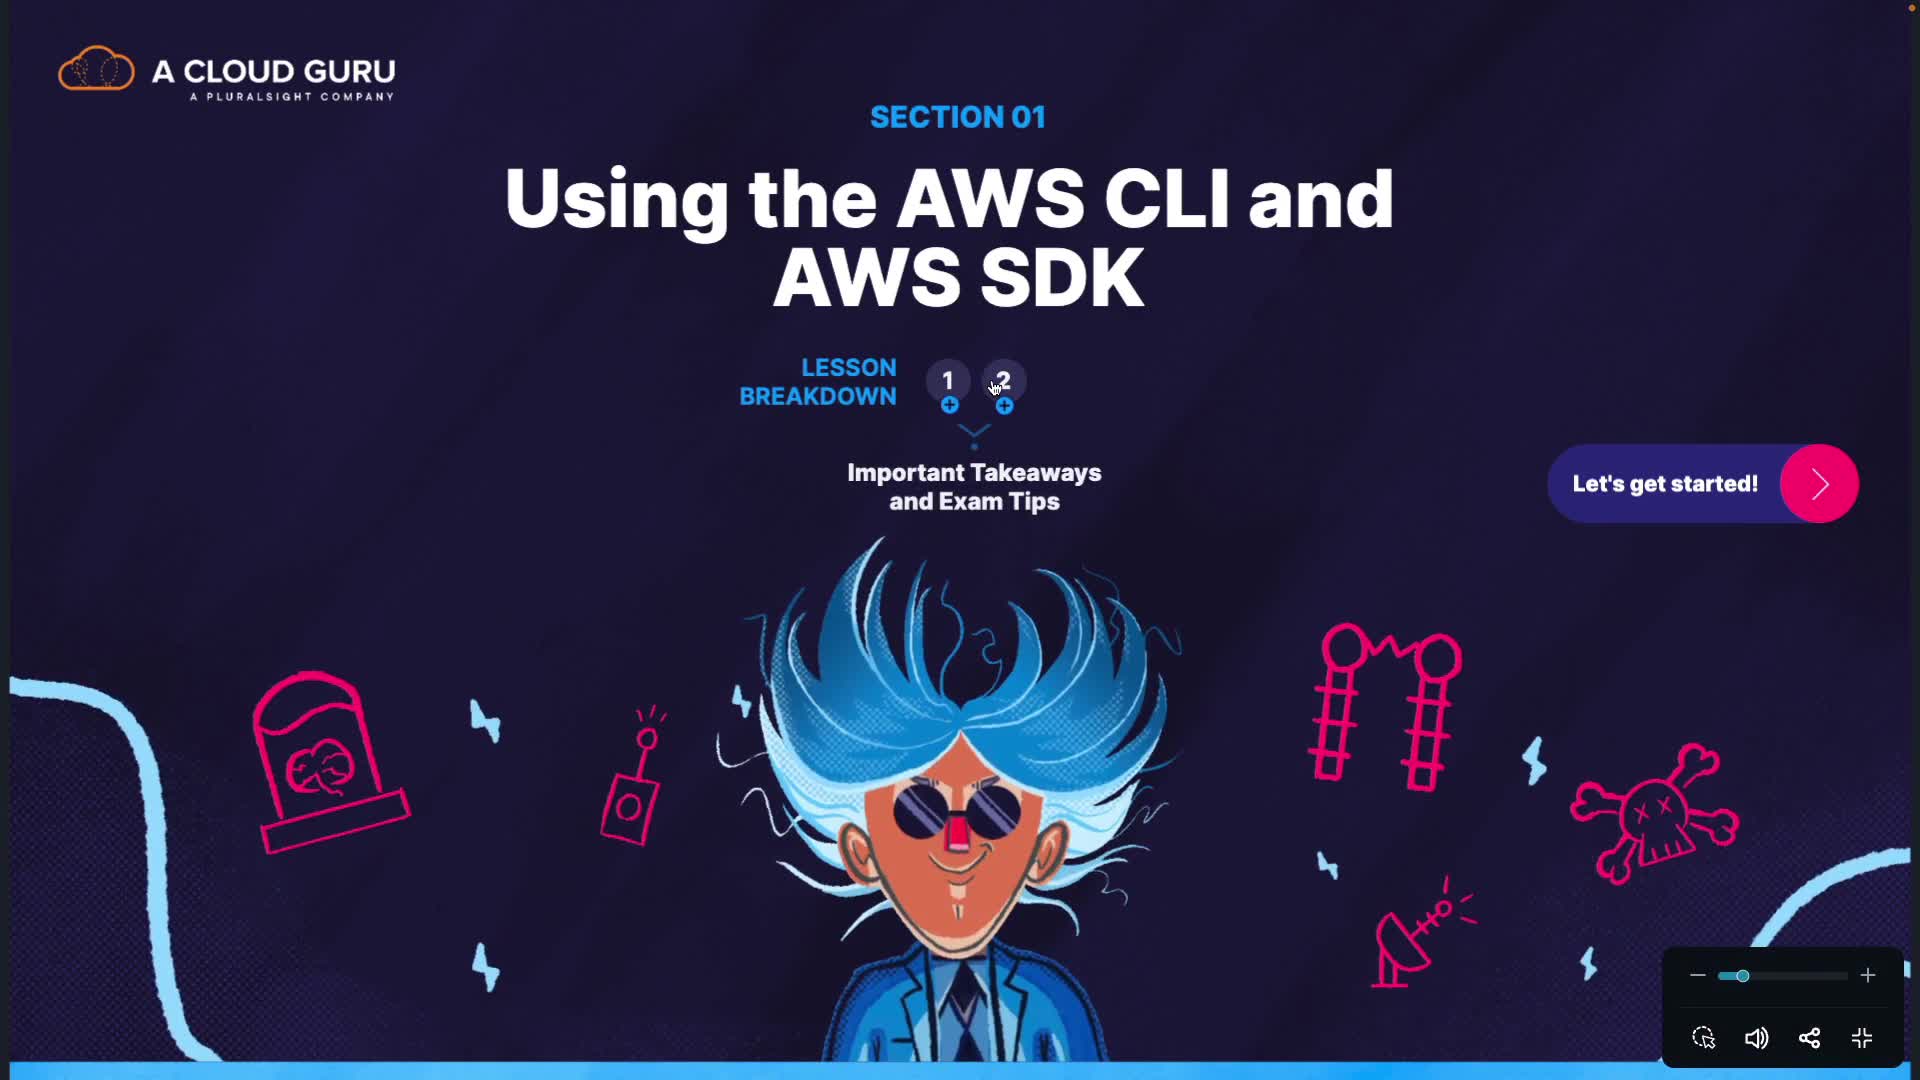 A CLOUD GURU
A PLURALSIGHT COMPANY
SECTION 01
Using the AWS CLI and
AWS SDK
LESSON
BREAKDOWN
1 2
Important Takeaways
and Exam Tips
Let's get started!